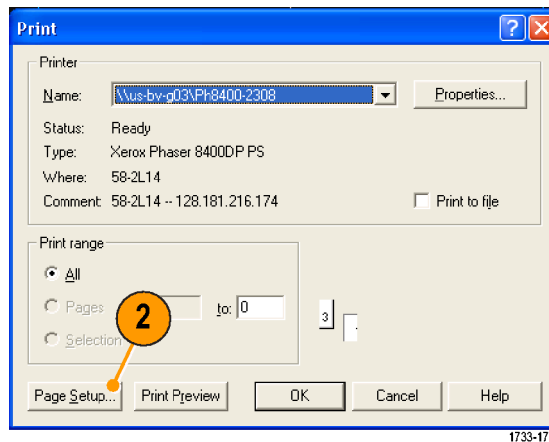 Print
Printer
Name: \\us-bv-g03\Ph8400-2308 Properties...
Status: Ready
Type: Xerox Phaser 8400DP PS
Where: 58-2L14
Comment: 58-2L14 -- 128.181.216.174 Print to file
Print range
All
Pages to: 0
3
Selection
2
Page Setup... Print Preview OK Cancel Help
1733-17